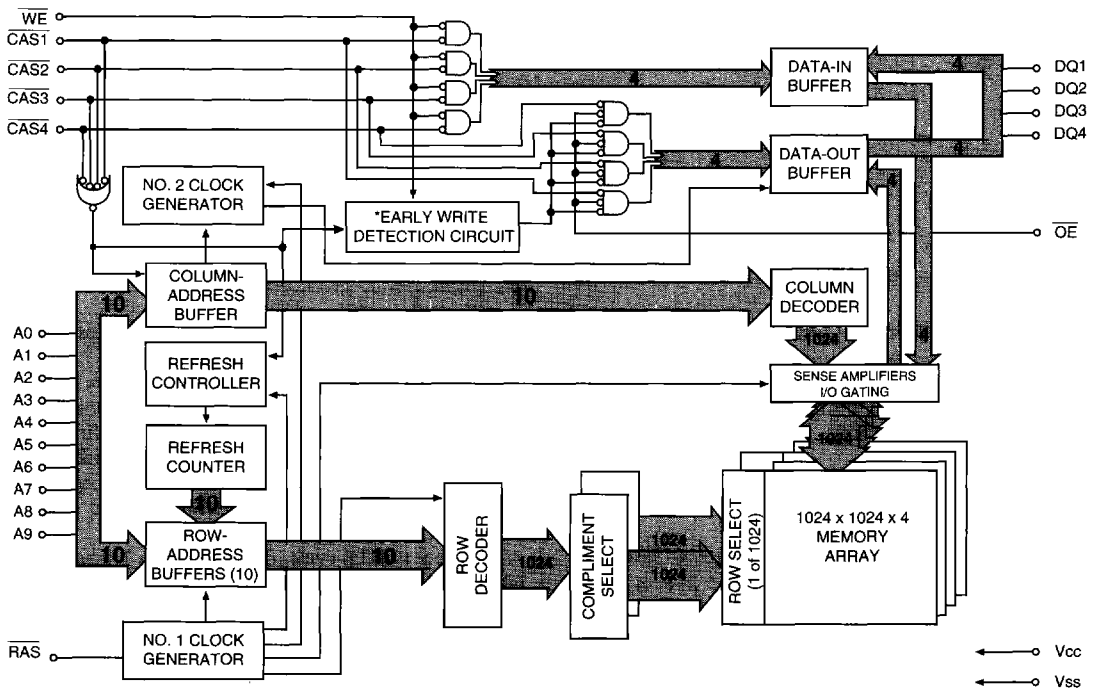 WE
CAS1
CAS2
CAS3
CAS4
4
DATA-IN
BUFFER
4
DQ1
DQ2
DQ3
DQ4
4
DATA-OUT
BUFFER
4
4
4
OE
NO. 2 CLOCK
GENERATOR
*EARLY WRITE
DETECTION CIRCUIT
10
COLUMN-
ADDRESS
BUFFER
10
COLUMN
DECODER
1024
SENSE AMPLIFIERS
I/O GATING
1024
A0
A1
A2
A3
A4
A5
A6
A7
A8
A9
REFRESH
CONTROLLER
REFRESH
COUNTER
10
10
ROW-
ADDRESS
BUFFERS (10)
10
ROW
DECODER
1024
COMPLIMENT
SELECT
1024
1024
ROW SELECT
(1 of 1024)
1024 x 1024 x 4
MEMORY
ARRAY
RAS
NO. 1 CLOCK
GENERATOR
Vcc
Vss